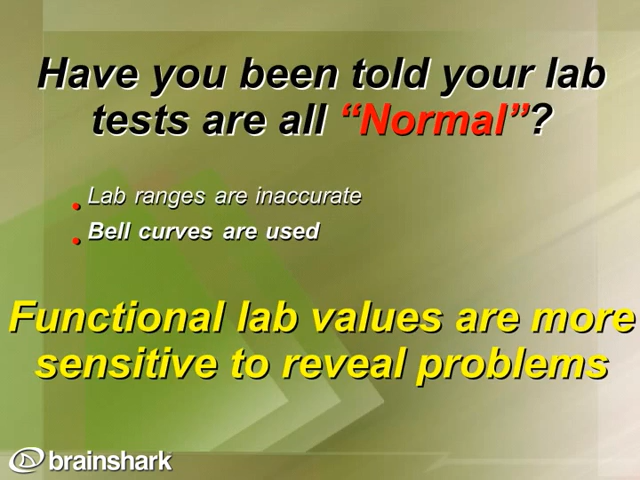 Have you been told your lab
tests are all “Normal”?
• Lab ranges are inaccurate
• Bell curves are used
Functional lab values are more
sensitive to reveal problems
brainshark